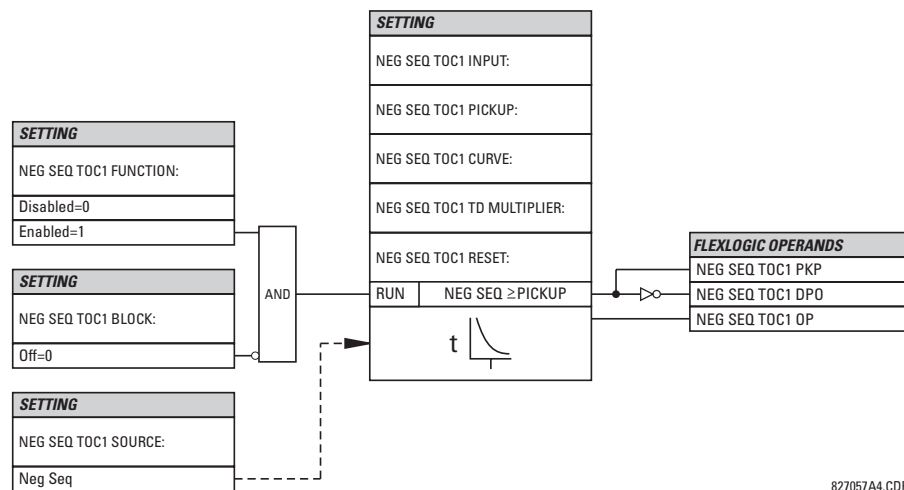 SETTING
NEG SEQ TOC1 FUNCTION:
Disabled=0
Enabled=1
SETTING
NEG SEQ TOC1 BLOCK:
Off=0
SETTING
NEG SEQ TOC1 SOURCE:
Neg Seq
AND
SETTING
NEG SEQ TOC1 INPUT:
NEG SEQ TOC1 PICKUP:
NEG SEQ TOC1 CURVE:
NEG SEQ TOC1 TD MULTIPLIER:
NEG SEQ TOC1 RESET:
RUN NEG SEQ ≥ PICKUP
t
FLEXLOGIC OPERANDS
NEG SEQ TOC1 PKP
NEG SEQ TOC1 DPO
NEG SEQ TOC1 OP